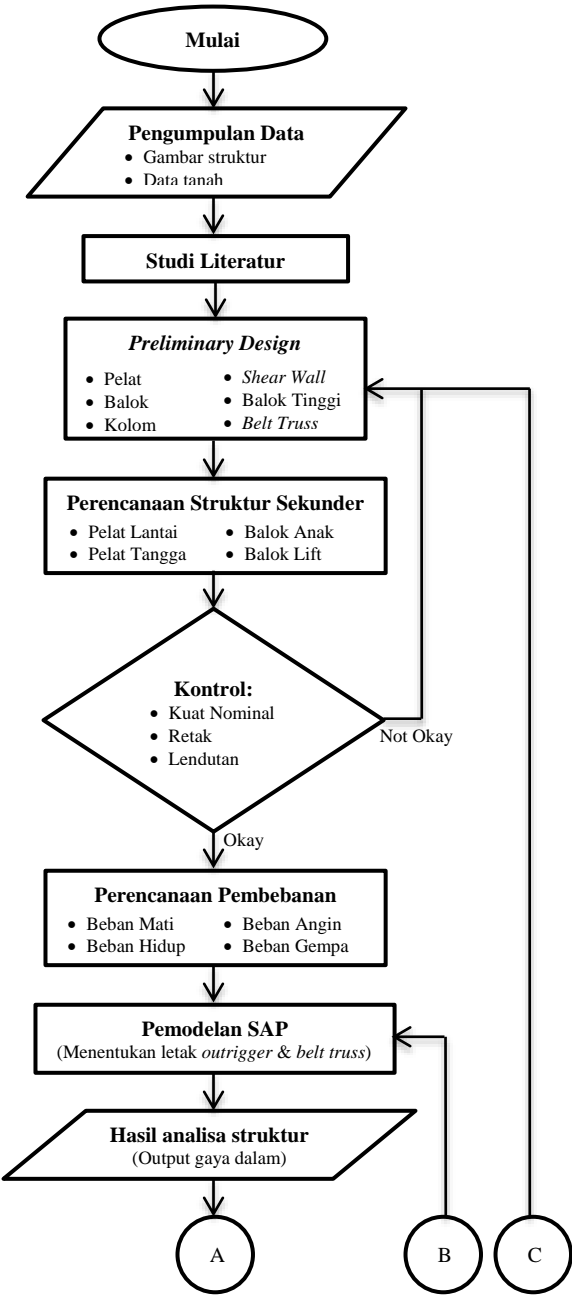 Mulai
Pengumpulan Data
• Gambar struktur
• Data tanah
Studi Literatur
Preliminary Design
• Pelat
• Balok
• Kolom
• Shear Wall
• Balok Tinggi
• Belt Truss
Perencanaan Struktur Sekunder
• Pelat Lantai
• Pelat Tangga
• Balok Anak
• Balok Lift
Kontrol:
• Kuat Nominal
• Retak
• Lendutan
Not Okay
Okay
Perencanaan Pembebanan
• Beban Mati
• Beban Hidup
• Beban Angin
• Beban Gempa
Pemodelan SAP
(Menentukan letak outrigger & belt truss)
Hasil analisa struktur
(Output gaya dalam)
A
B
C